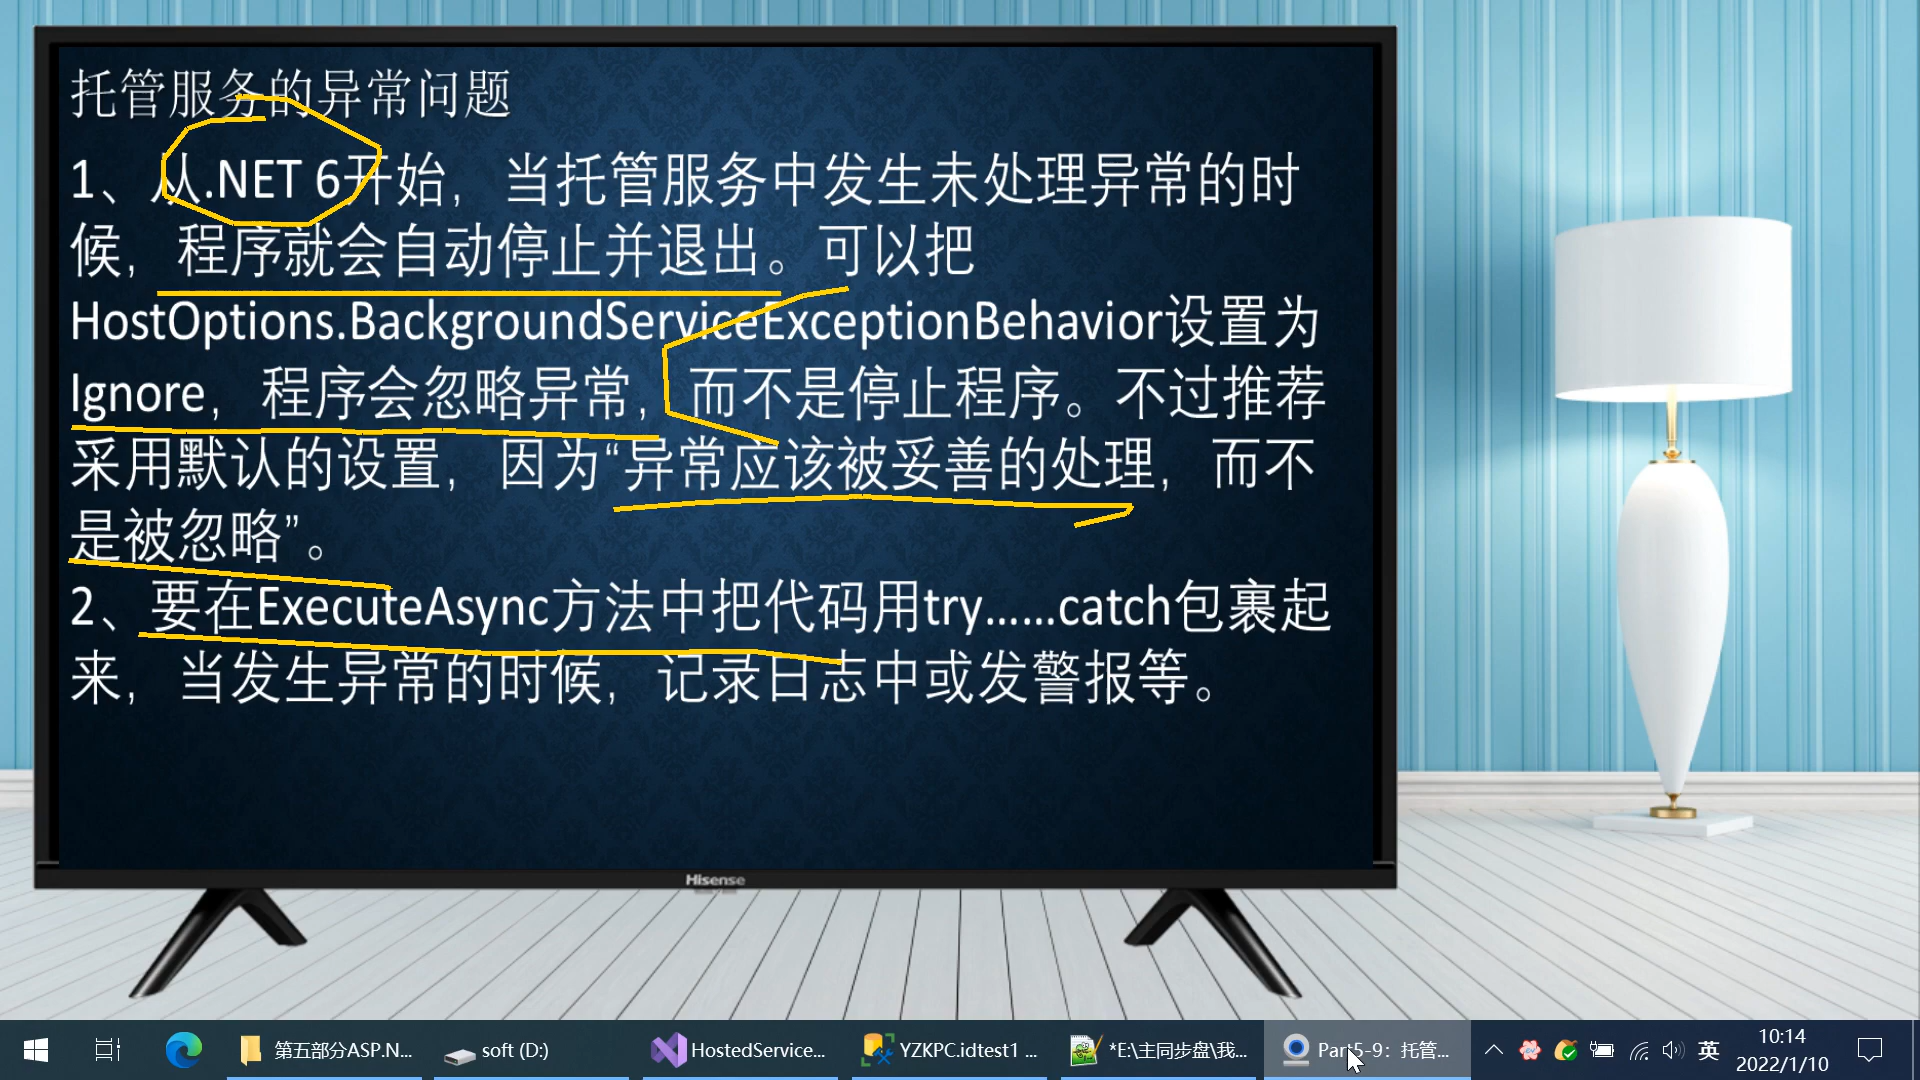 托管服务的异常问题
1、从.NET 6开始，当托管服务中发生未处理异常的时
候，程序就会自动停止并退出。可以把
HostOptions.BackgroundServiceExceptionBehavior设置为
Ignore，程序会忽略异常，而不是停止程序。不过推荐
采用默认的设置，因为“异常应该被妥善的处理，而不
是被忽略”。
2、要在ExecuteAsync方法中把代码用try……catch包裹起
来，当发生异常的时候，记录日志中或发警报等。
Hisense
第五部分ASP.N...
soft (D:)
HostedService...
YZKPC.idtest1 ...
*E:\主同步盘\我...
Part5-9：托管...
英
10:14
2022/1/10